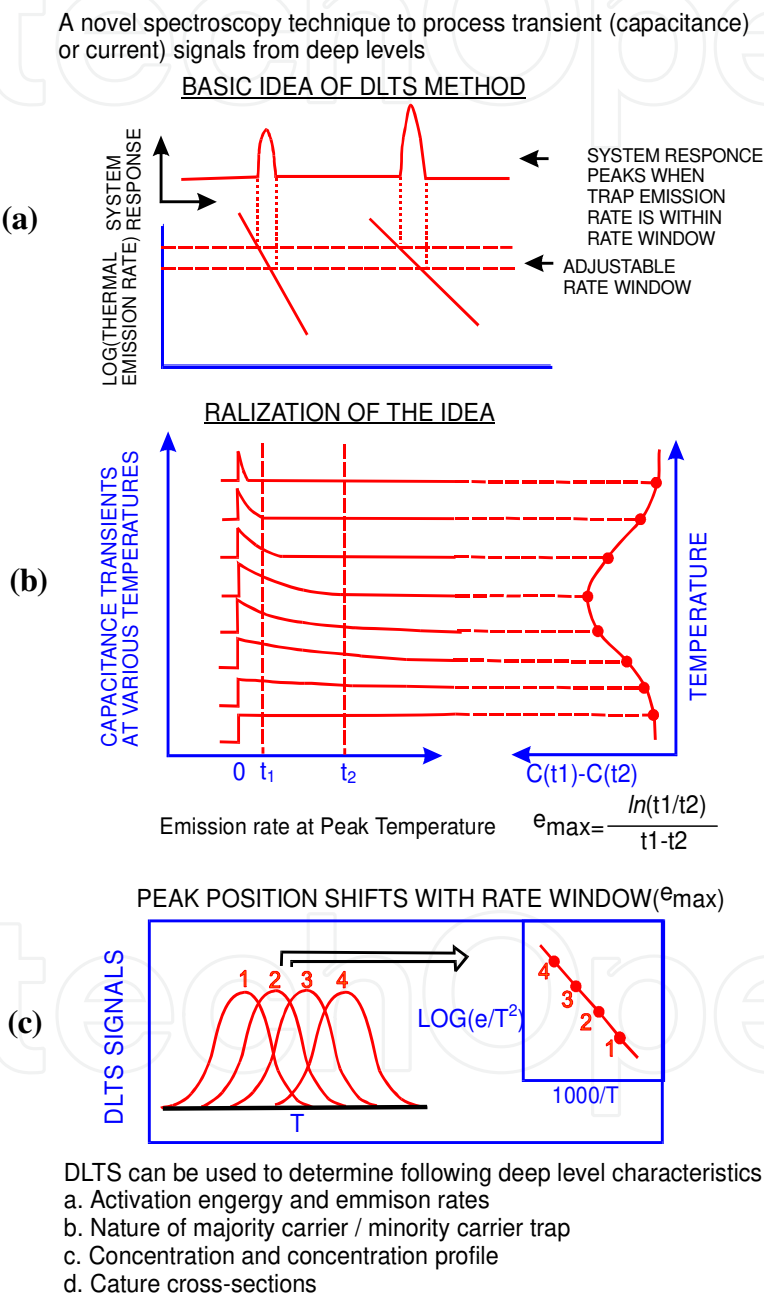 A novel spectroscopy technique to process transient (capacitance)
or current) signals from deep levels
BASIC IDEA OF DLTS METHOD
(a)
SYSTEM
RESPONSE
SYSTEM RESPONCE
PEAKS WHEN
TRAP EMISSION
RATE IS WITHIN
RATE WINDOW
LOG(THERMAL
EMISSION RATE)
ADJUSTABLE
RATE WINDOW
RALIZATION OF THE IDEA
(b)
CAPACITANCE TRANSIENTS
AT VARIOUS TEMPERATURES
TEMPERATURE
0 t1 t2
C(t1)-C(t2)
Emission rate at Peak Temperature emax= ln(t1/t2)
t1-t2
PEAK POSITION SHIFTS WITH RATE WINDOW(emax)
(c)
DLTS SIGNALS
1 2 3 4
T
LOG(e/T²)
4
3
2
1
1000/T
DLTS can be used to determine following deep level characteristics
a. Activation engergy and emmison rates
b. Nature of majority carrier / minority carrier trap
c. Concentration and concentration profile
d. Cature cross-sections